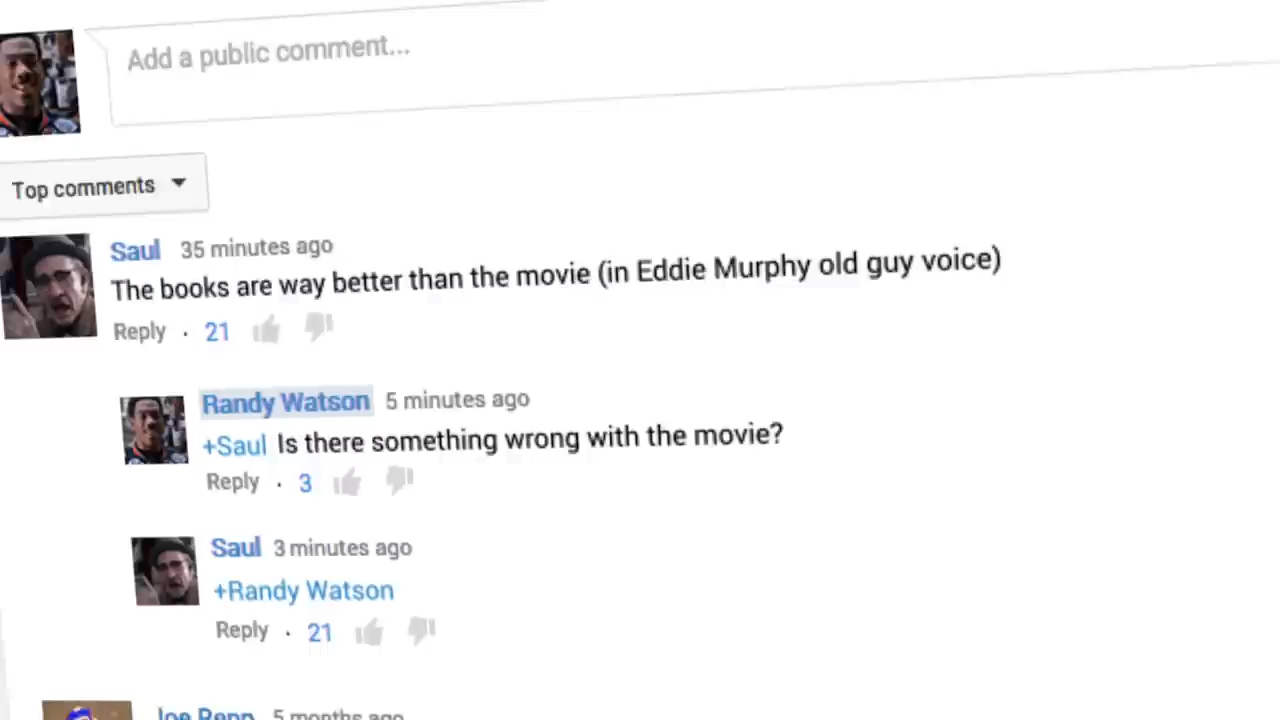 Add a public comment...
Top comments
Saul 35 minutes ago
The books are way better than the movie (in Eddie Murphy old guy voice)
Reply · 21
Randy Watson 5 minutes ago
+Saul Is there something wrong with the movie?
Reply · 3
Saul 3 minutes ago
+Randy Watson
Reply · 21
Joe Repp 5 months ago